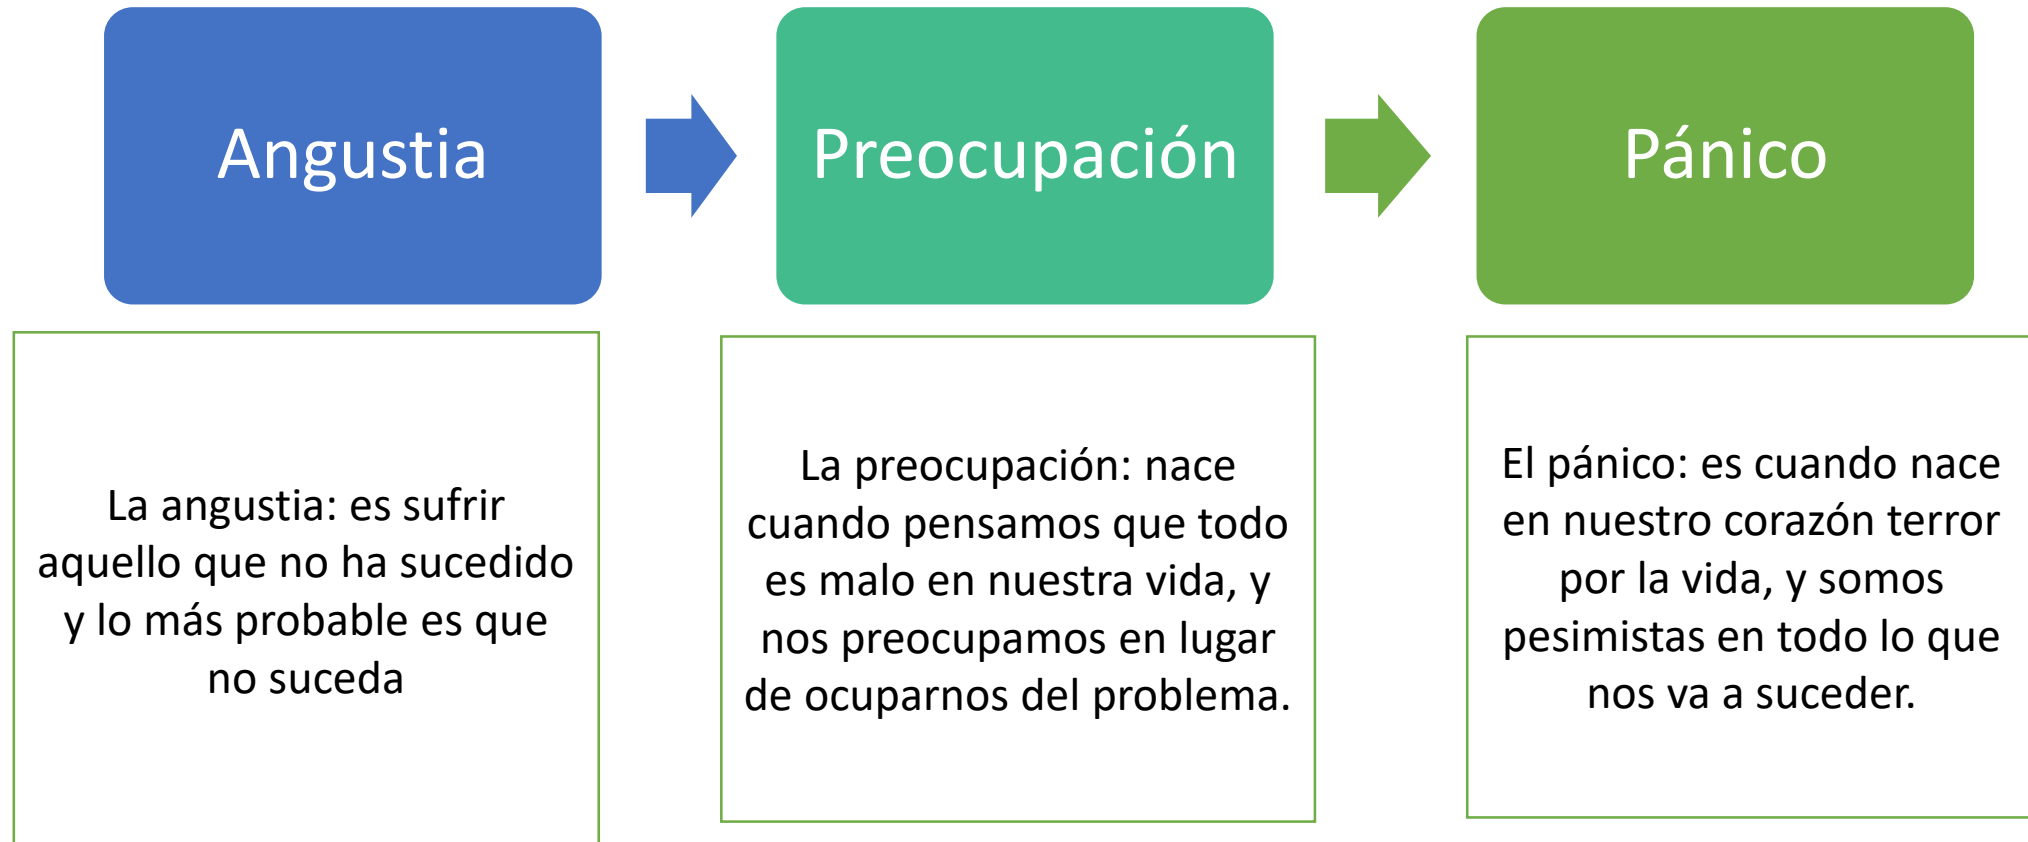 Angustia
Preocupación
Pánico
La angustia: es sufrir
aquello que no ha sucedido
y lo más probable es que
no suceda
La preocupación: nace
cuando pensamos que todo
es malo en nuestra vida, y
nos preocupamos en lugar
de ocuparnos del problema.
El pánico: es cuando nace
en nuestro corazón terror
por la vida, y somos
pesimistas en todo lo que
nos va a suceder.